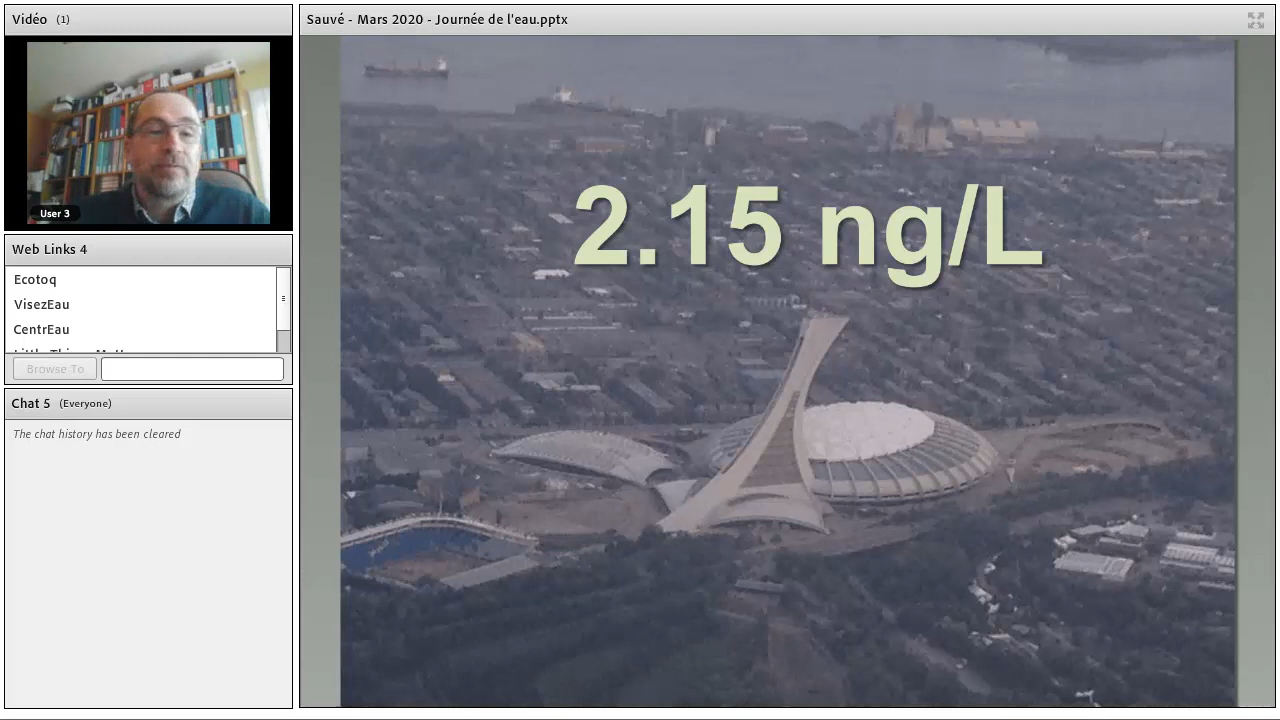 Vidéo (1)
User 3
Web Links 4
Ecotoq
VisezEau
CentrEau
Browse To
Chat 5 (Everyone)
The chat history has been cleared
Sauvé - Mars 2020 - Journée de l'eau.pptx
2.15 ng/L